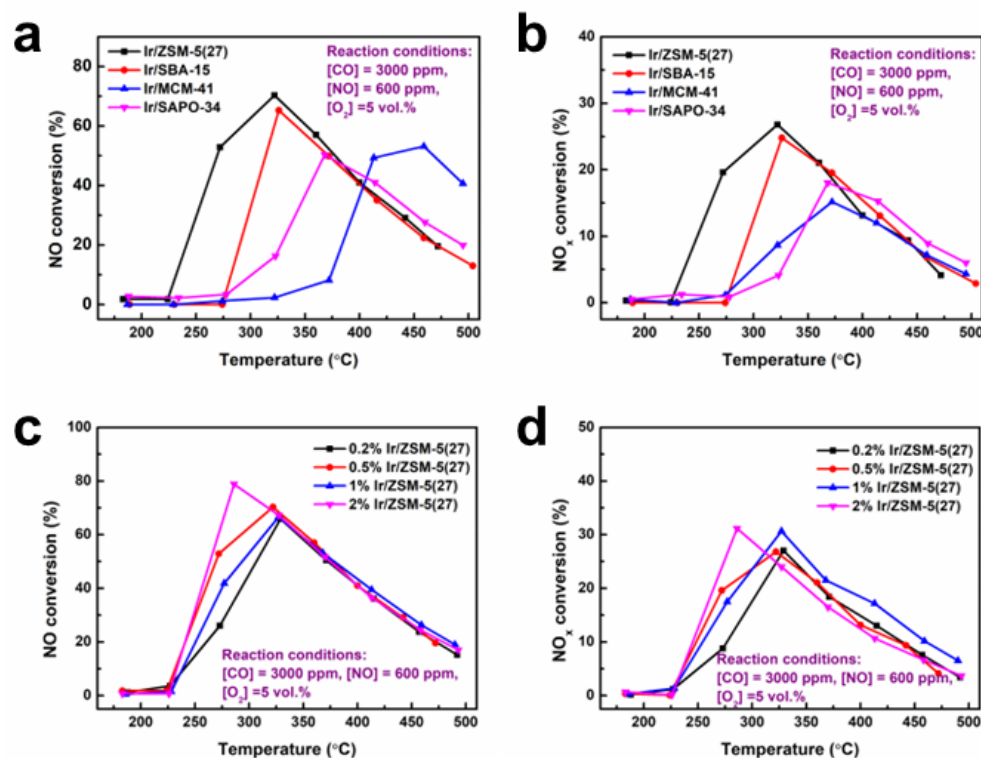 a
Ir/ZSM-5(27)
Ir/SBA-15
Ir/MCM-41
Ir/SAPO-34
Reaction conditions:
[CO] = 3000 ppm,
[NO] = 600 ppm,
[O₂] =5 vol.%
NO conversion (%)
80
60
40
20
0
200 250 300 350 400 450 500
Temperature (°C)
b
Ir/ZSM-5(27)
Ir/SBA-15
Ir/MCM-41
Ir/SAPO-34
Reaction conditions:
[CO] = 3000 ppm,
[NO] = 600 ppm,
[O₂] =5 vol.%
NOₓ conversion (%)
40
30
20
10
0
200 250 300 350 400 450 500
Temperature (°C)
c
0.2% Ir/ZSM-5(27)
0.5% Ir/ZSM-5(27)
1% Ir/ZSM-5(27)
2% Ir/ZSM-5(27)
NO conversion (%)
100
80
60
40
20
0
Reaction conditions:
[CO] = 3000 ppm, [NO] = 600 ppm,
[O₂] =5 vol.%
200 250 300 350 400 450 500
Temperature (°C)
d
0.2% Ir/ZSM-5(27)
0.5% Ir/ZSM-5(27)
1% Ir/ZSM-5(27)
2% Ir/ZSM-5(27)
NOₓ conversion (%)
50
40
30
20
10
0
Reaction conditions:
[CO] = 3000 ppm, [NO] = 600 ppm,
[O₂] =5 vol.%
200 250 300 350 400 450 500
Temperature (°C)